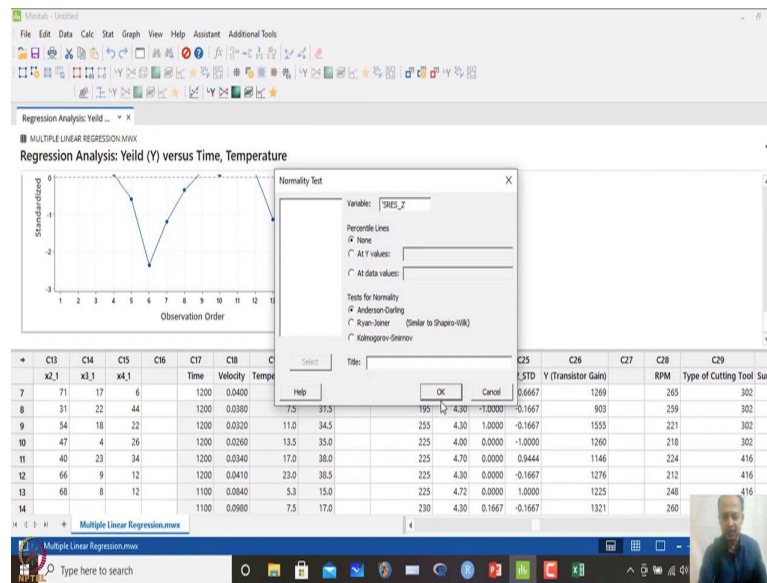 Minitab - Untitled
File Edit Data Calc Stat Graph View Help Assistant Additional Tools
Regression Analysis: Yeild ...
MULTIPLE LINEAR REGRESSION.MWX
Regression Analysis: Yeild (Y) versus Time, Temperature
Standardized
0
-1
-2
-3
1 2 3 4 5 6 7 8 9 10 11 12
Observation Order
Normality Test
Variable: 'SRES_2'
Percentile Lines
None
At Y values:
At data values:
Tests for Normality
Anderson-Darling
Ryan-Joiner (Similar to Shapiro-Wilk)
Kolmogorov-Smirnov
Select Title:
Help OK Cancel
C13 C14 C15 C16 C17 C18 C25 C26 C27 C28 C29
x2_1 x3_1 x4_1 Time Velocity Tempe _STD Y (Transistor Gain) RPM Type of Cutting Tool Sur
7 71 17 6 1200 0.0400 0.6667 1269 265 302
8 31 22 44 1200 0.0380 7.5 31.5 195 4.30 -1.0000 -0.1667 903 259 302
9 54 18 22 1200 0.0320 11.0 34.5 255 4.30 1.0000 -0.1667 1555 221 302
10 47 4 26 1200 0.0260 13.5 35.0 225 4.00 0.0000 -1.0000 1260 218 302
11 40 23 34 1200 0.0340 17.0 38.0 225 4.70 0.0000 0.9444 1146 224 416
12 66 9 12 1200 0.0410 23.0 38.5 225 4.30 0.0000 -0.1667 1276 212 416
13 68 8 12 1100 0.0840 5.3 15.0 225 4.72 0.0000 1.0000 1225 248 416
14 1100 0.0980 7.5 17.0 230 4.30 0.1667 -0.1667 1321 260
Multiple Linear Regression.mwx
Multiple Linear Regression.mwx
Type here to search
NPTEL